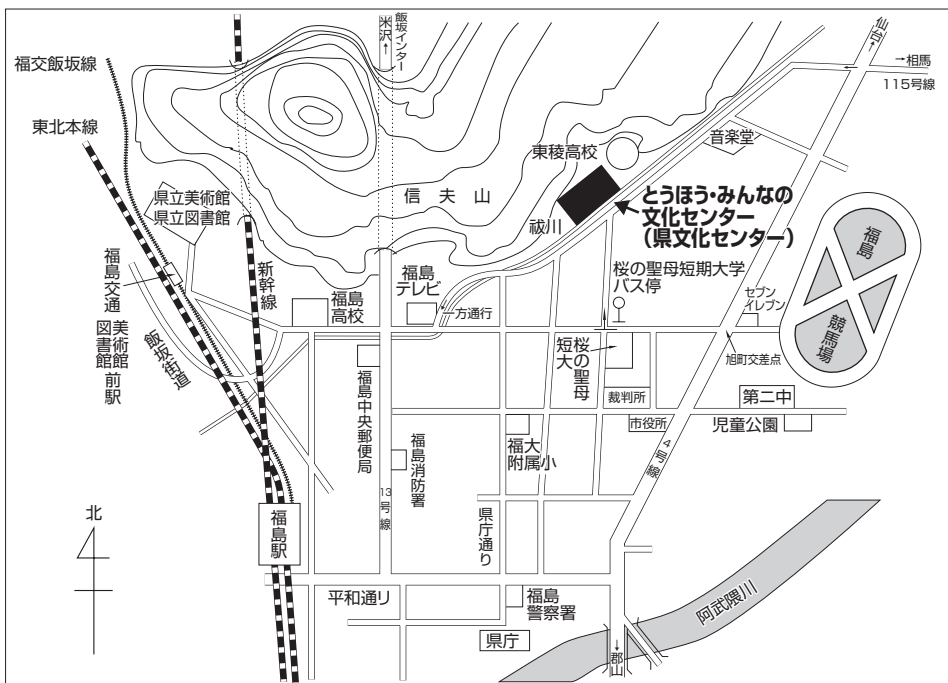 福交飯坂線
東北本線
米沢→
飯坂インター
仙台→
→相馬
115号線
音楽堂
東稜高校
県立美術館
県立図書館
信夫山
祓川
とうほう・みんなの
文化センター
(県文化センター)
福島
競馬場
福島交通
新幹線
福島
高校
福島
テレビ
一方通行
桜の聖母短期大学
バス停
セブン
イレブン
美術館
図書館
前駅
飯坂街道
桜の聖母
短大
旭町交差点
裁判所
第二中
福島中央郵便局
福島消防署
福大
附属小
市役所
児童公園
4号線
北
福島駅
13号線
県庁通り
平和通り
福島
警察署
県庁
阿武隈川
→郡山